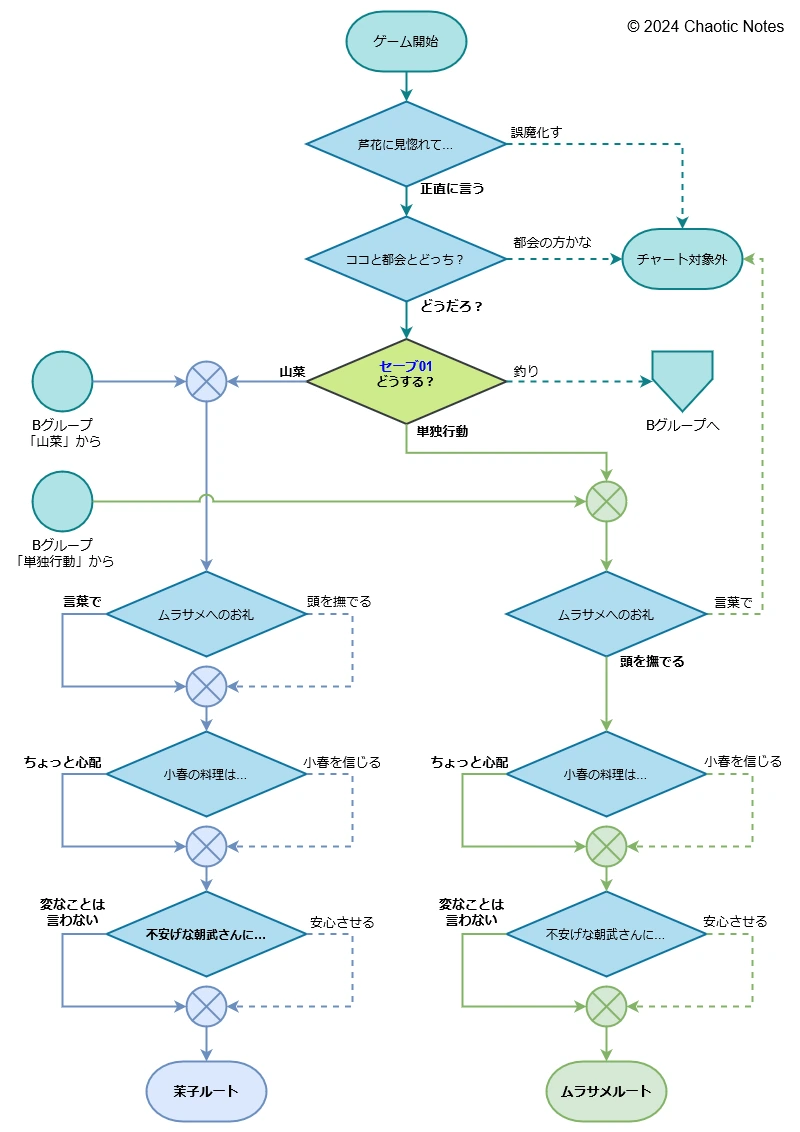 © 2024 Chaotic Notes
ゲーム開始
芦花に見惚れて...
誤魔化す
正直に言う
ココと都会とどっち？
都会の方かな
チャート対象外
どうだろ？
セーブ01
どうする？
山菜
釣り
単独行動
Bグループ
「山菜」から
Bグループへ
Bグループ
「単独行動」から
ムラサメへのお礼
言葉で
頭を撫でる
ムラサメへのお礼
言葉で
頭を撫でる
小春の料理は...
ちょっと心配
小春を信じる
小春の料理は...
ちょっと心配
小春を信じる
不安げな朝武さんに...
変なことは
言わない
安心させる
不安げな朝武さんに...
変なことは
言わない
安心させる
茉子ルート
ムラサメルート